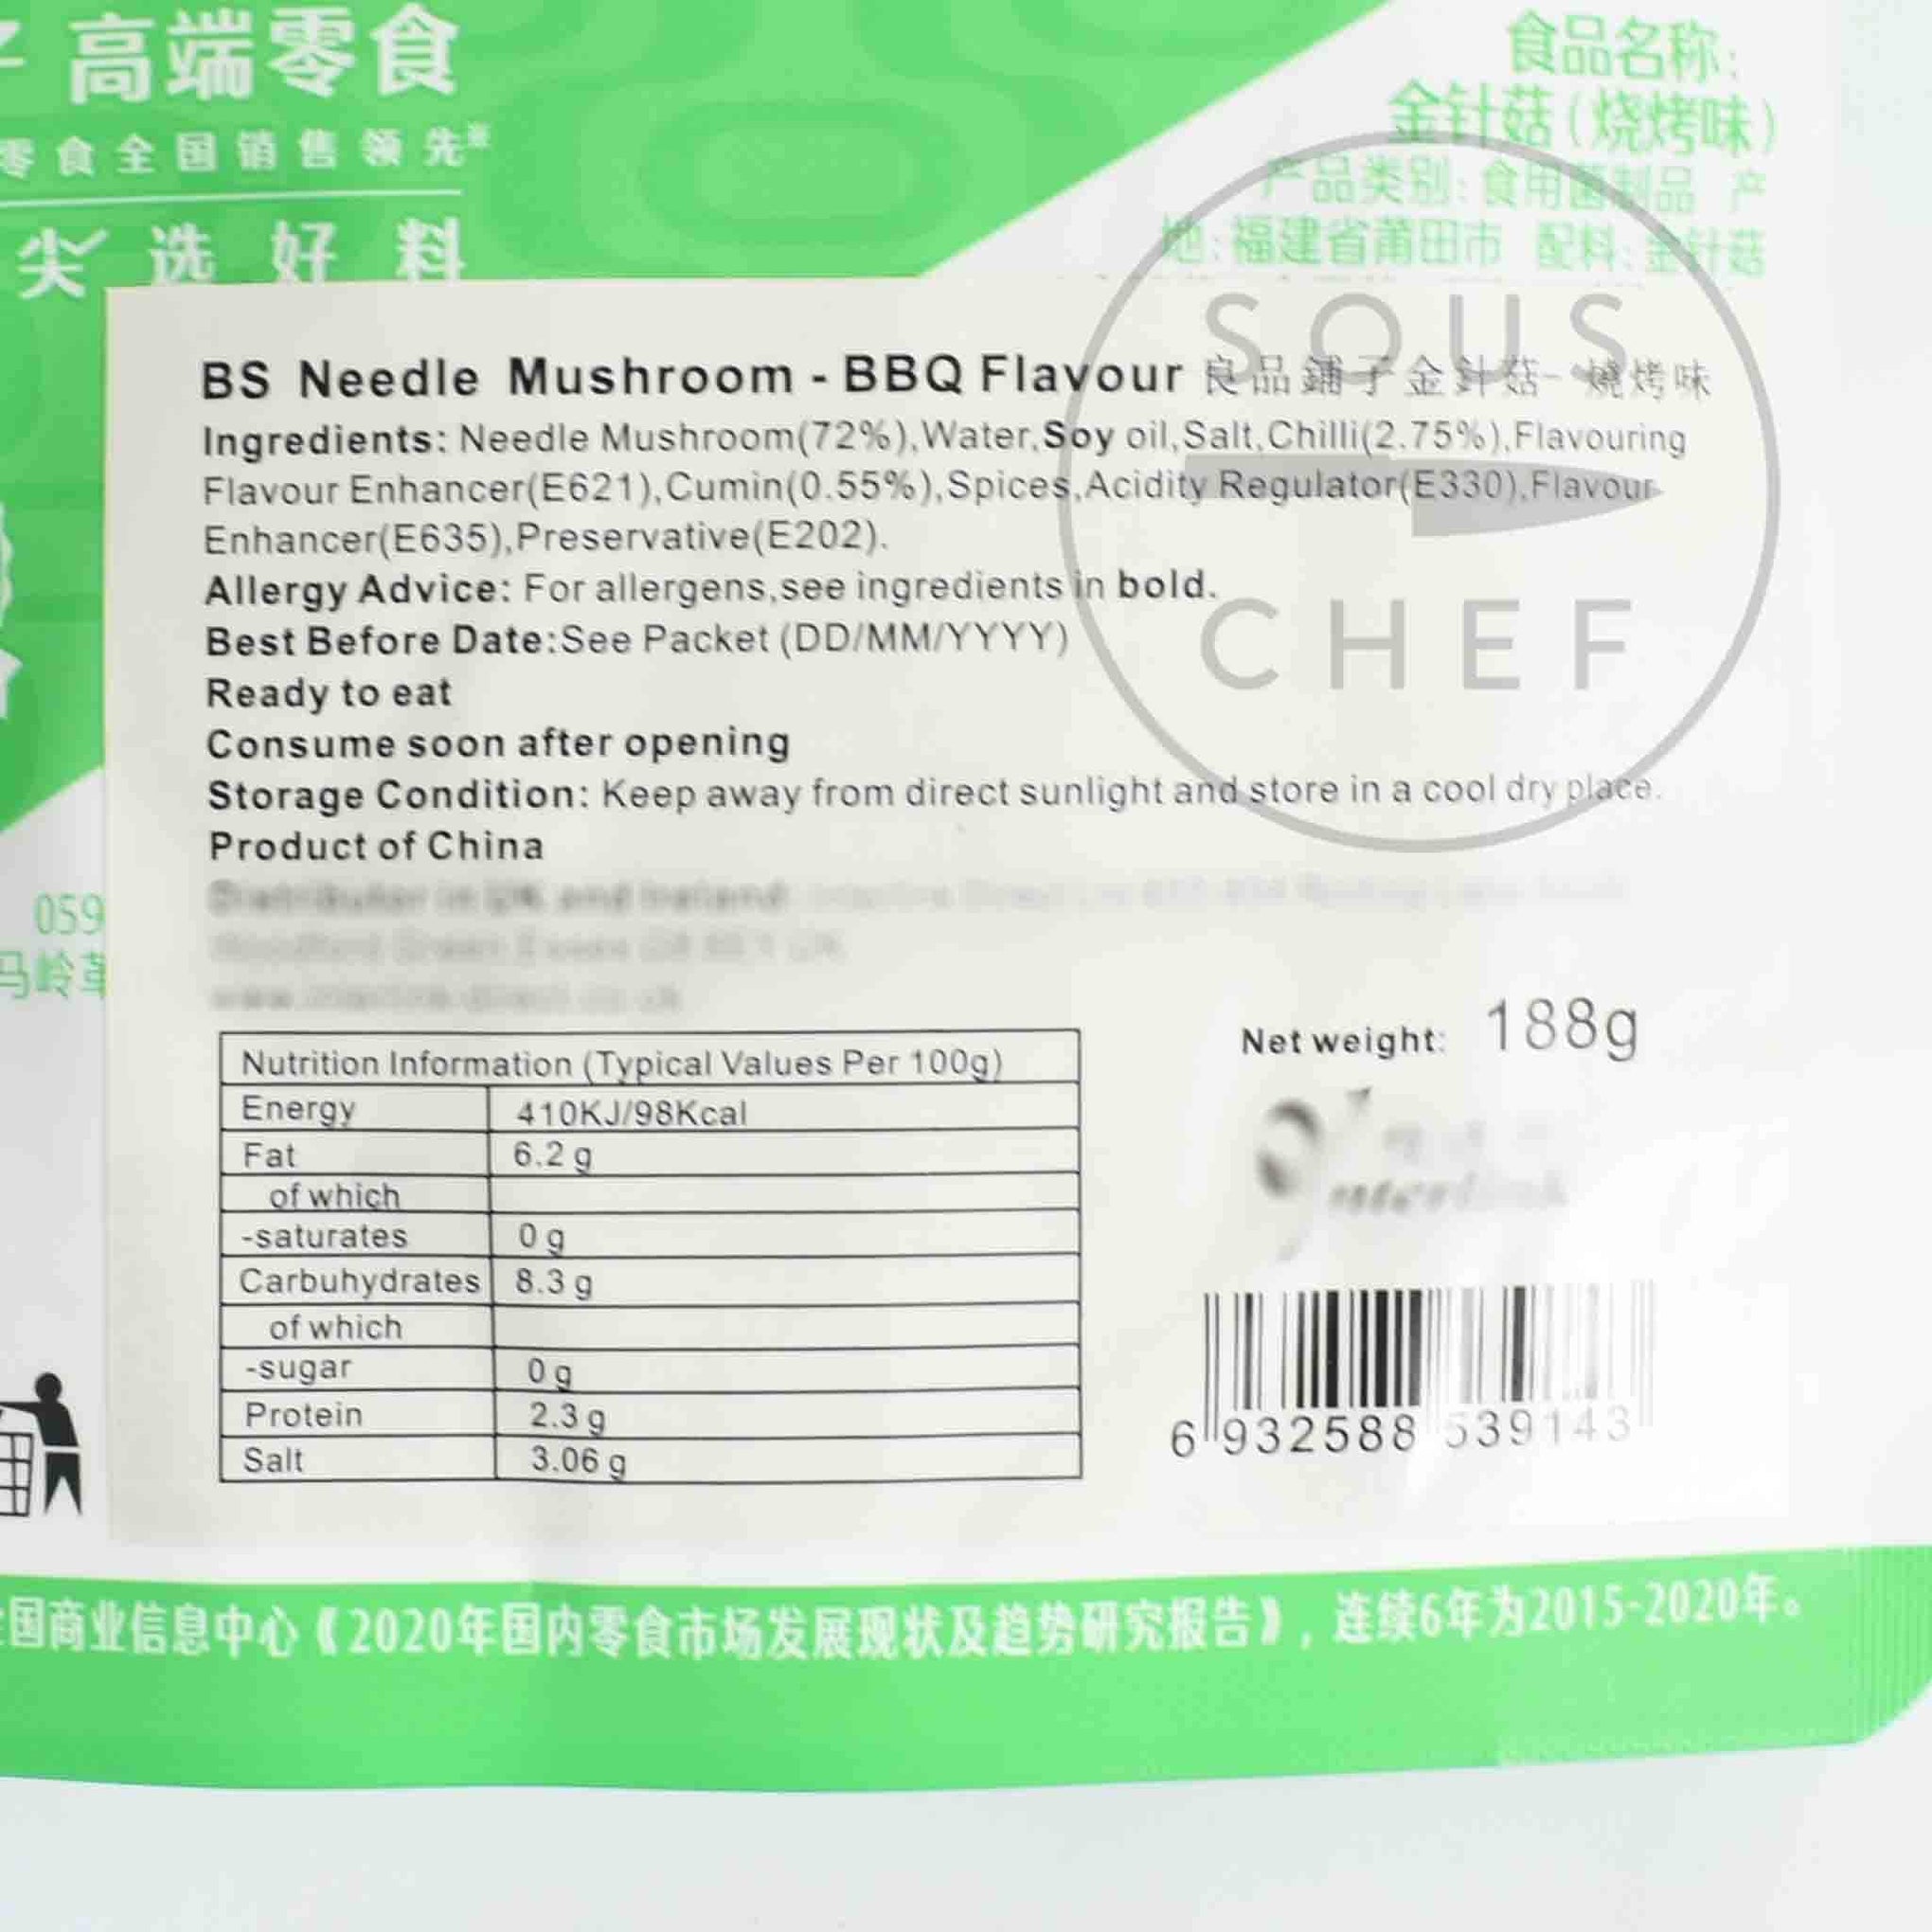 高端零食
零食全国销售领先※
尖选好料
食品名称:
金针菇(烧烤味)
产品类别:食用菌制品 产
地:福建省莆田市 配料:金针菇
SOUS
CHEF
BS Needle Mushroom - BBQ Flavour 良品鋪子金針菇- 燒烤味
Ingredients: Needle Mushroom(72%),Water,Soy oil,Salt,Chilli(2.75%),Flavouring
Flavour Enhancer(E621),Cumin(0.55%),Spices,Acidity Regulator(E330),Flavour
Enhancer(E635),Preservative(E202).
Allergy Advice: For allergens,see ingredients in bold.
Best Before Date:See Packet (DD/MM/YYYY)
Ready to eat
Consume soon after opening
Storage Condition: Keep away from direct sunlight and store in a cool dry place.
Product of China
059
马岭革
Nutrition Information (Typical Values Per 100g)
Energy 410KJ/98Kcal
Fat 6.2 g
of which
-saturates 0 g
Carbuhydrates 8.3 g
of which
-sugar 0 g
Protein 2.3 g
Salt 3.06 g
Net weight: 188g
6 932588 539143
国商业信息中心《2020年国内零食市场发展现状及趋势研究报告》, 连续6年为2015-2020年。